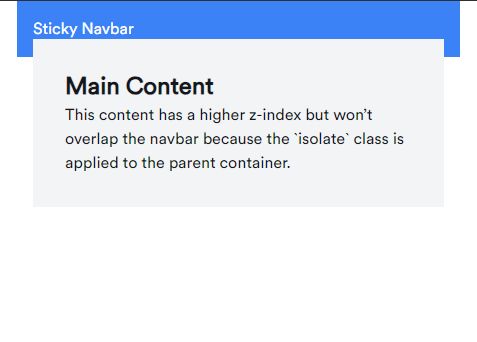 Sticky Navbar
Main Content
This content has a higher z-index but won’t
overlap the navbar because the `isolate` class is
applied to the parent container.